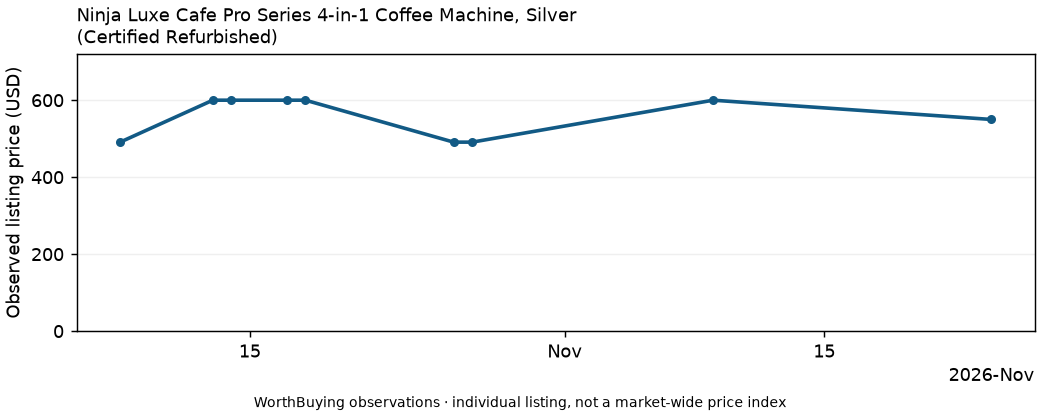 Ninja Luxe Cafe Pro Series 4-in-1 Coffee Machine, Silver
(Certified Refurbished)
Observed listing price (USD)
600
400
200
0
15
Nov
15
2026-Nov
WorthBuying observations · individual listing, not a market-wide price index